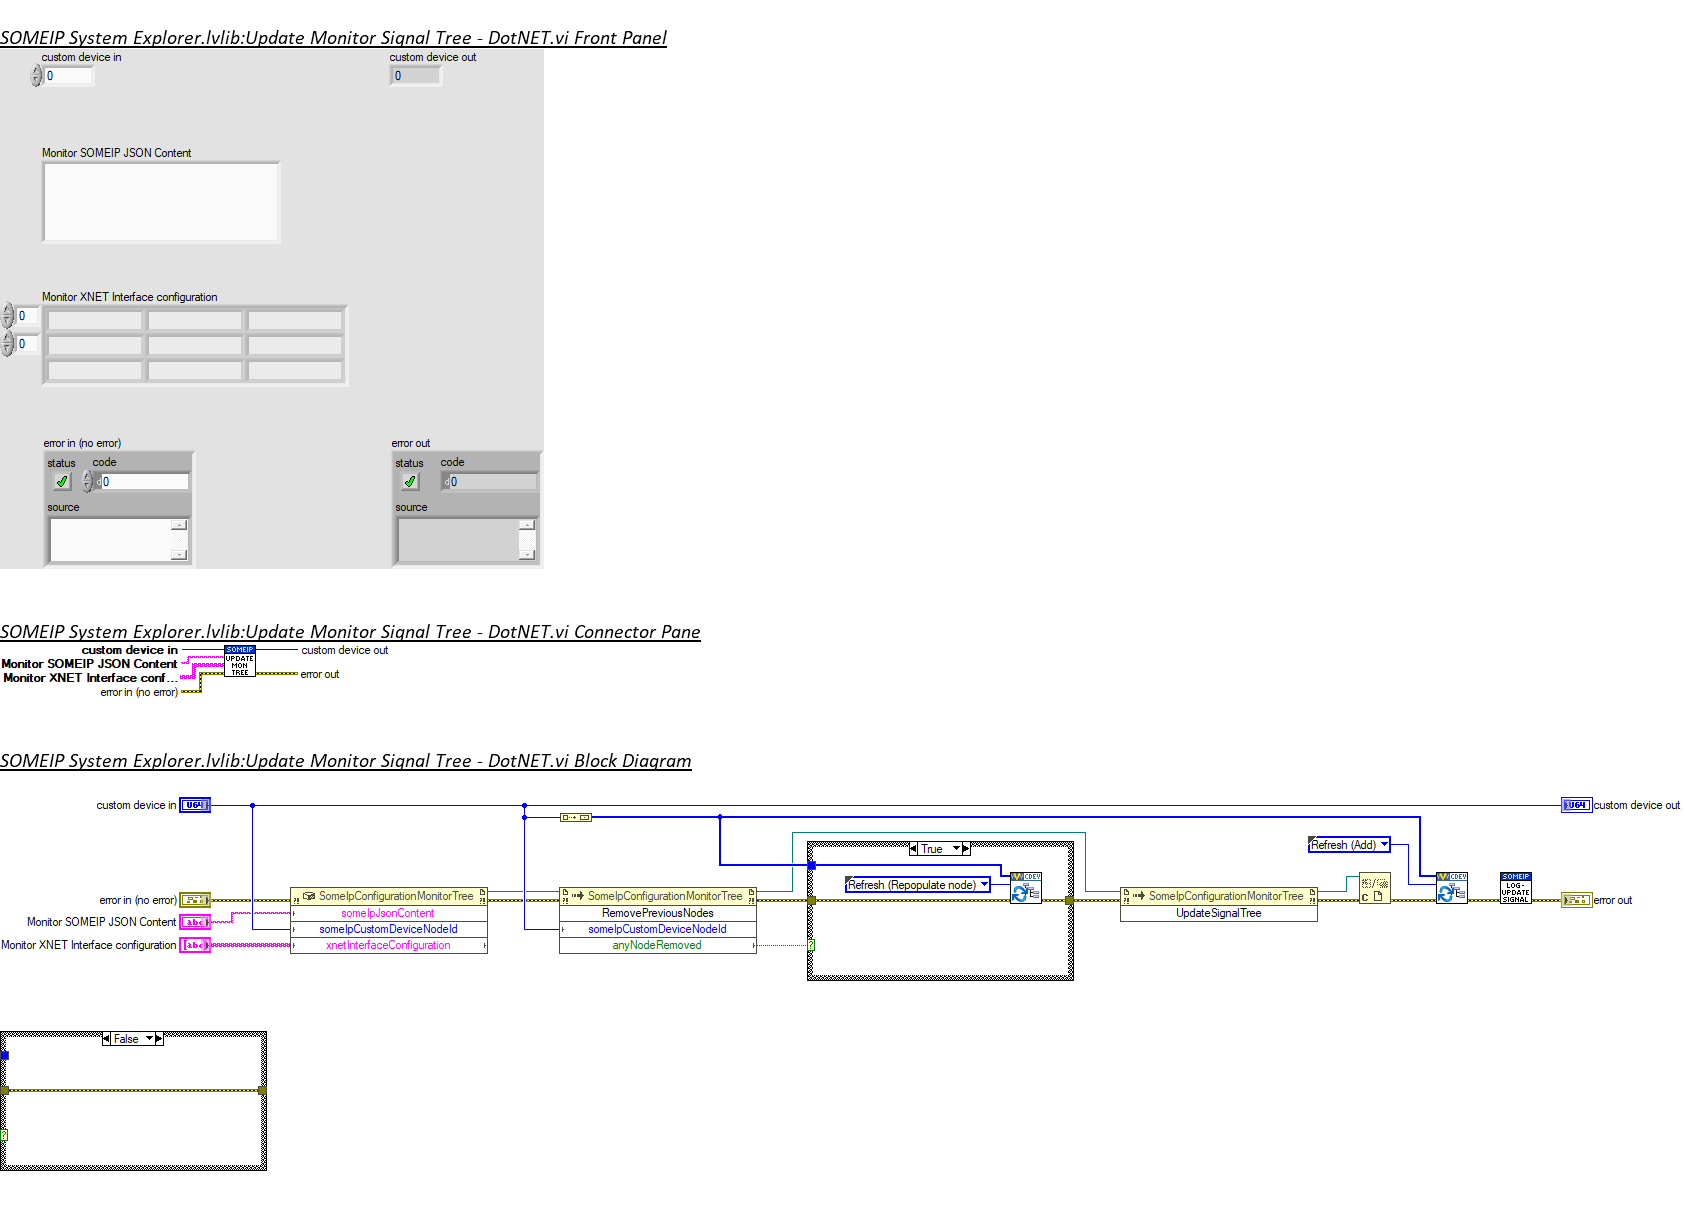 SOMEIP System Explorer.lvlib:Update Monitor Signal Tree - DotNET.vi Front Panel
custom device in
custom device out
0
0
Monitor SOMEIP JSON Content
Monitor XNET Interface configuration
0
0
error in (no error)
error out
status code
status code
d 0
d 0
source
source
SOMEIP System Explorer.lvlib:Update Monitor Signal Tree - DotNET.vi Connector Pane
custom device in
custom device out
Monitor SOMEIP JSON Content
Monitor XNET Interface conf...
error in (no error)
error out
SOMEIP
UPDATE
MON
TREE
SOMEIP System Explorer.lvlib:Update Monitor Signal Tree - DotNET.vi Block Diagram
custom device in
U64
U64
custom device out
True
Refresh (Add)
Refresh (Repopulate node)
CDEV
CDEV
SOMEIP
LOG-
UPDATE
SIGNAL
error in (no error)
SomeIpConfigurationMonitorTree
SomeIpConfigurationMonitorTree
SomeIpConfigurationMonitorTree
C
error out
Monitor SOMEIP JSON Content
abc
someIpJsonContent
RemovePreviousNodes
UpdateSignalTree
someIpCustomDeviceNodeId
someIpCustomDeviceNodeId
Monitor XNET Interface configuration
[abc]
xnetInterfaceConfiguration
anyNodeRemoved
?
False
?